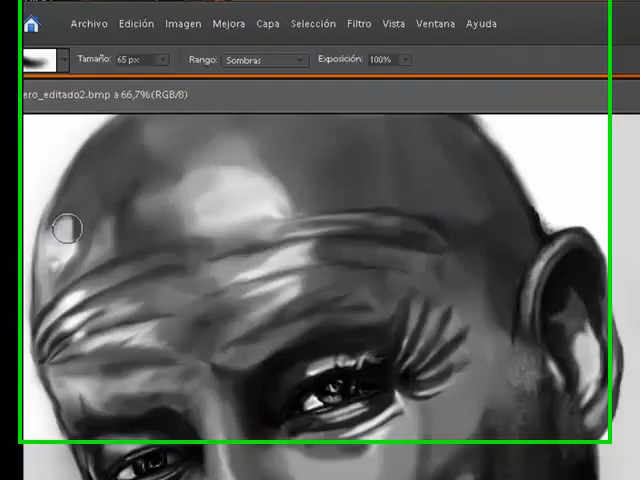 Archivo Edición Imagen Mejora Capa Selección Filtro Vista Ventana Ayuda
Tamaño: 65 px Rango: Sombras Exposición: 100%
ero_editado2.bmp a 66,7%(RGB/8)